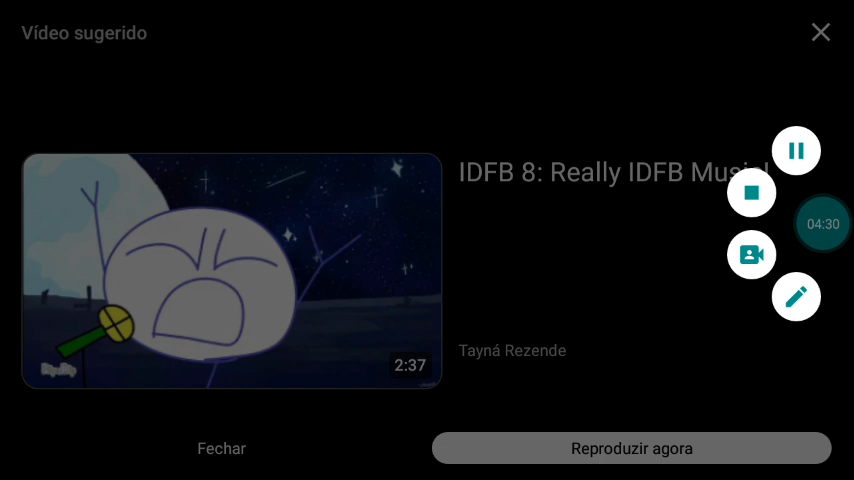 Vídeo sugerido
IDFB 8: Really IDFB Music!
04:30
Tayná Rezende
2:37
Fechar
Reproduzir agora